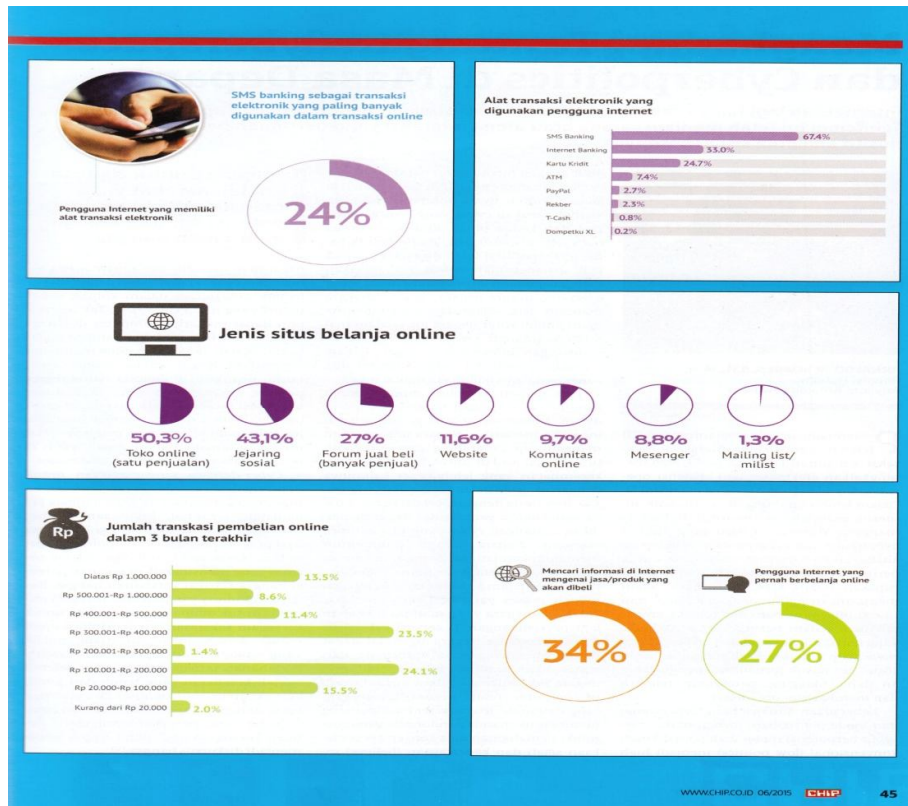 SMS banking sebagai transaksi
elektronik yang paling banyak
digunakan dalam transaksi online
Pengguna Internet yang memiliki
alat transaksi elektronik
24%
Alat transaksi elektronik yang
digunakan pengguna internet
SMS Banking 67.4%
Internet Banking 33.0%
Kartu Kridit 24.7%
ATM 7.4%
PayPal 2.7%
Rekber 2.3%
T-Cash 0.8%
Dompetku XL 0.2%
Jenis situs belanja online
50,3%
Toko online
(satu penjualan)
43,1%
Jejaring
sosial
27%
Forum jual beli
(banyak penjual)
11,6%
Website
9,7%
Komunitas
online
8,8%
Mesenger
1,3%
Mailing list/
milist
Rp
Jumlah transkasi pembelian online
dalam 3 bulan terakhir
Diatas Rp 1.000.000 13.5%
Rp 500.001-Rp 1.000.000 8.6%
Rp 400.001-Rp 500.000 11.4%
Rp 300.001-Rp 400.000 23.5%
Rp 200.001-Rp 300.000 1.4%
Rp 100.001-Rp 200.000 24.1%
Rp 20.000-Rp 100.000 15.5%
Kurang dari Rp 20.000 2.0%
Mencari informasi di Internet
mengenai jasa/produk yang
akan dibeli
34%
Pengguna Internet yang
pernah berbelanja online
27%
WWW.CHIP.CO.ID 06/2015 CHIP 45